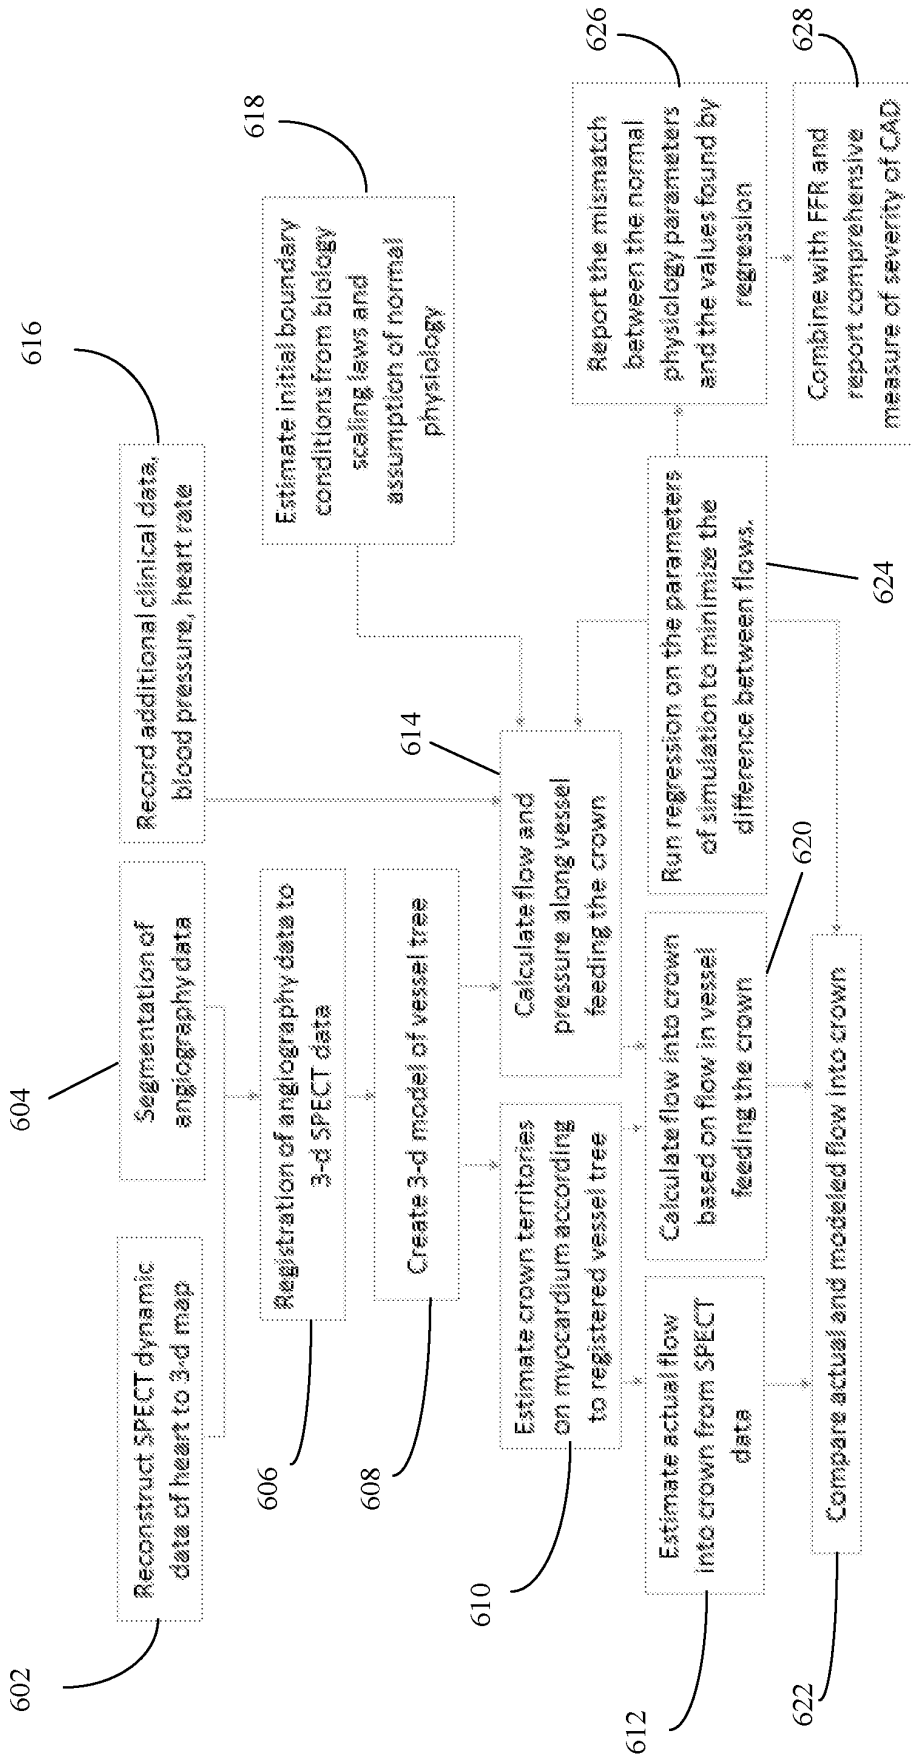 602
Reconstruct SPECT dynamic
data of heart to 3-d map
604
Segmentation of
angiography data
616
Record additional clinical data,
blood pressure, heart rate
606
Registration of angiography date to
3-d SPECT data
618
Estimate initial boundary
conditions from biology
scaling laws and
assumption of normal
physiology
608
Create 3-d model of vessel tree
610
Estimate crown territories
on myocardium according
to registered vessel tree
614
Calculate flow and
pressure along vessel
feeding the crown
612
Estimate actual flow
into crown from SPECT
data
620
Calculate flow into crown
based on flow in vessel
feeding the crown
624
Run regression on the parameters
of simulation to minimize the
difference between flows.
626
Report the mismatch
between the normal
physiology parameters
and the values found by
regression
622
Compare actual and modeled flow into crown
628
Combine with FFR and
report comprehensive
measure of severity of CAD